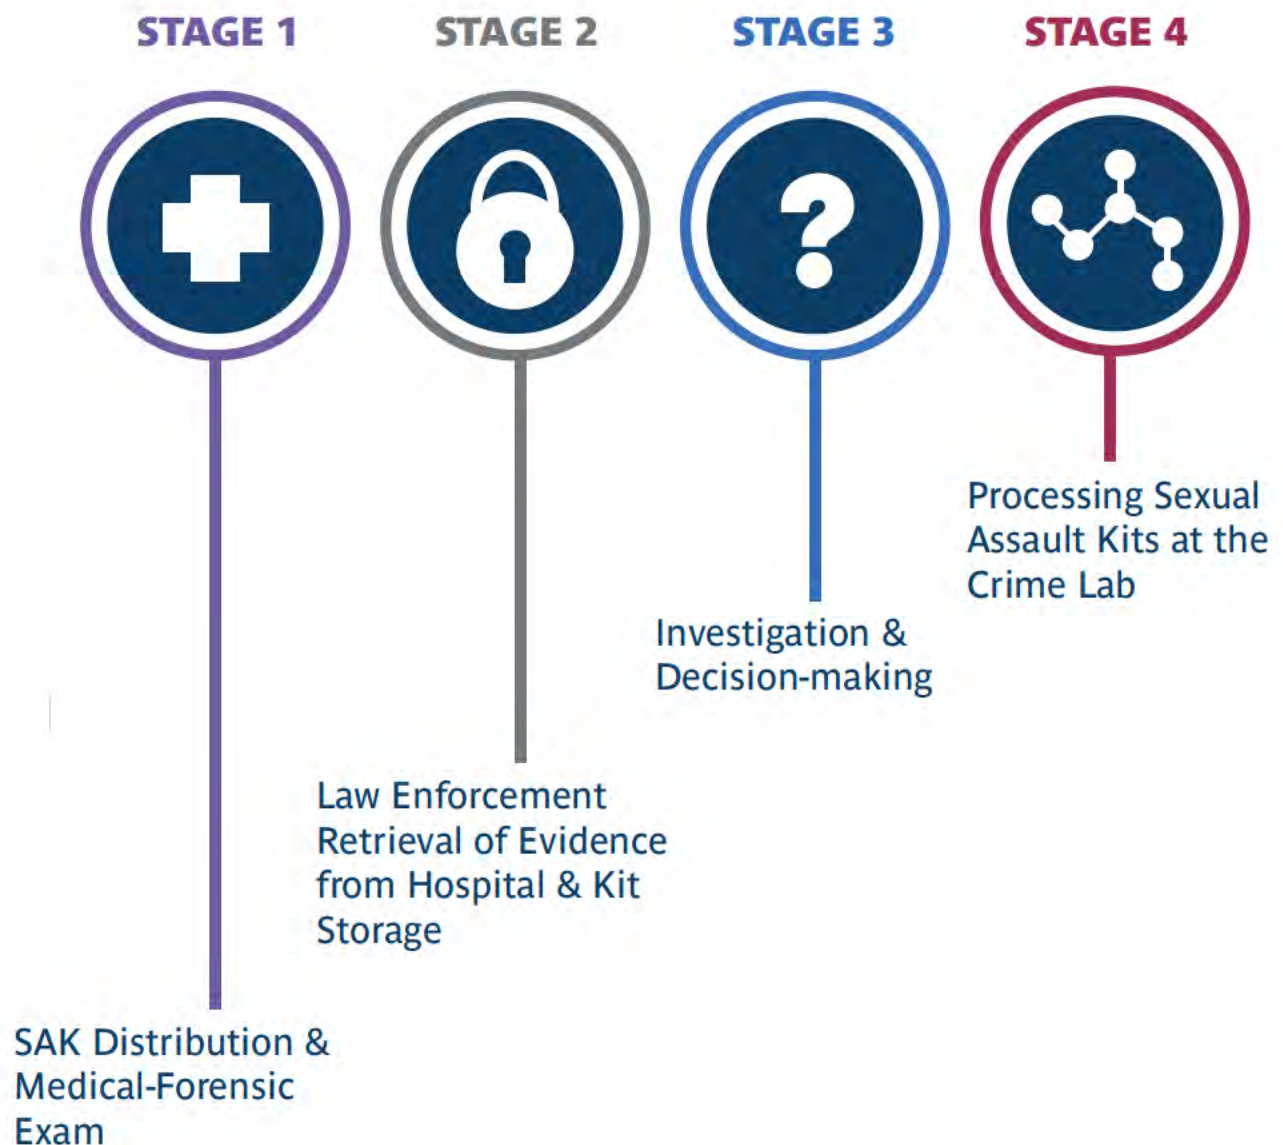 STAGE 1
STAGE 2
STAGE 3
STAGE 4
Processing Sexual
Assault Kits at the
Crime Lab
Investigation &
Decision-making
Law Enforcement
Retrieval of Evidence
from Hospital & Kit
Storage
SAK Distribution &
Medical-Forensic
Exam